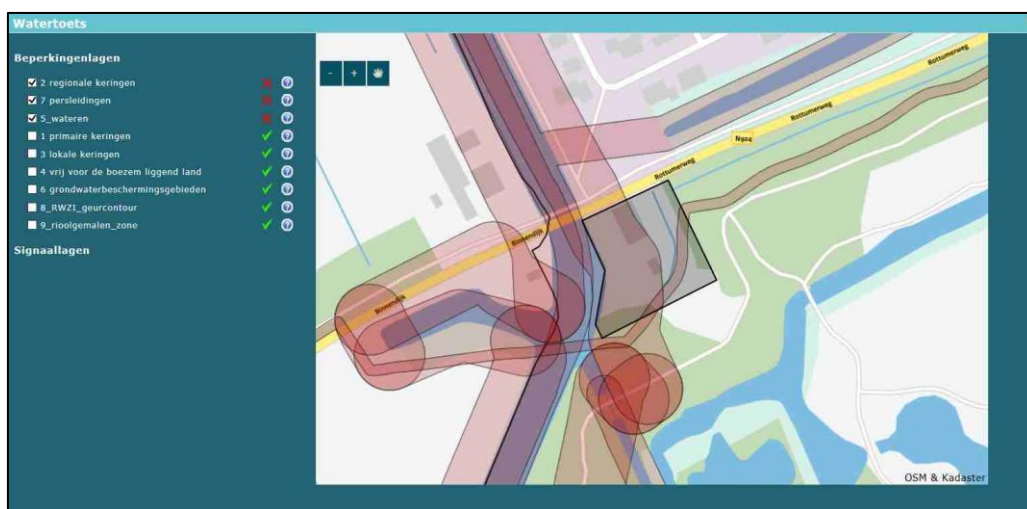 Watertoets
Beperkingenlagen
2 regionale keringen
7 persleidingen
5_wateren
1 primaire keringen
3 lokale keringen
4 vrij voor de boezem liggend land
6 grondwaterbeschermingsgebieden
8_RWZI_geurcontour
9_rioolgemalen_zone
Signaallagen
- +
Rottumerweg
Rottumerweg
N924
Rottumerweg
Binnendijk
Binnendijk
OSM & Kadaster